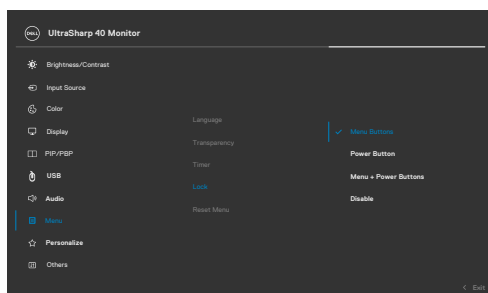 DELL UltraSharp 40 Monitor
Brightness/Contrast
Input Source
Color
Display
PIP/PBP
USB
Audio
Menu
Personalize
Others
Language
Transparency
Timer
Lock
Reset Menu
Menu Buttons
Power Button
Menu + Power Buttons
Disable
< Exit